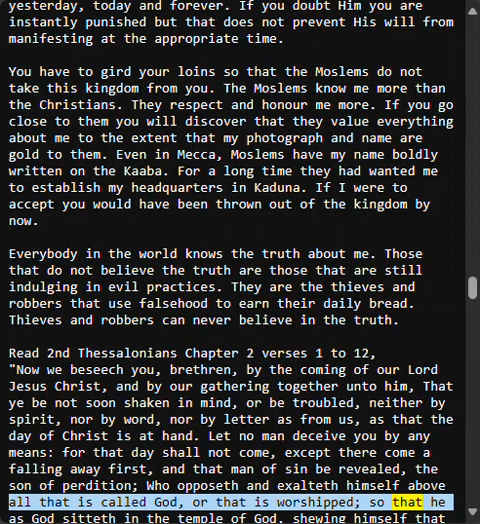 yesterday, today and forever. If you doubt Him you are
instantly punished but that does not prevent His will from
manifesting at the appropriate time.
You have to gird your loins so that the Moslems do not
take this kingdom from you. The Moslems know me more than
the Christians. They respect and honour me more. If you go
close to them you will discover that they value everything
about me to the extent that my photograph and name are
gold to them. Even in Mecca, Moslems have my name boldly
written on the Kaaba. For a long time they had wanted me
to establish my headquarters in Kaduna. If I were to
accept you would have been thrown out of the kingdom by
now.
Everybody in the world knows the truth about me. Those
that do not believe the truth are those that are still
indulging in evil practices. They are the thieves and
robbers that use falsehood to earn their daily bread.
Thieves and robbers can never believe in the truth.
Read 2nd Thessalonians Chapter 2 verses 1 to 12,
"Now we beseech you, brethren, by the coming of our Lord
Jesus Christ, and by our gathering together unto him, That
ye be not soon shaken in mind, or be troubled, neither by
spirit, nor by word, nor by letter as from us, as that the
day of Christ is at hand. Let no man deceive you by any
means: for that day shall not come, except there come a
falling away first, and that man of sin be revealed, the
son of perdition; Who opposeth and exalteth himself above
all that is called God, or that is worshipped; so that he
as God sitteth in the temple of God, shewing himself that